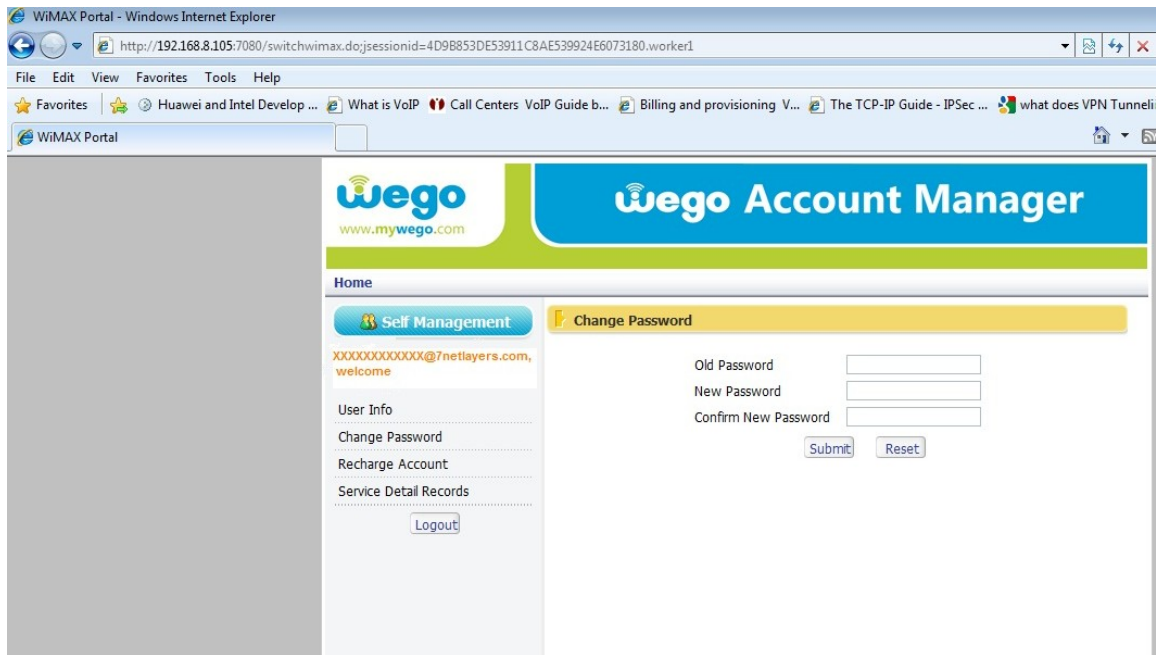 WiMAX Portal - Windows Internet Explorer
http://192.168.8.105:7080/switchwimax.do;jsessionid=4D9B853DE53911C8AE539924E6073180.worker1
File Edit View Favorites Tools Help
Favorites Huawei and Intel Develop ... What is VoIP Call Centers VoIP Guide b... Billing and provisioning V... The TCP-IP Guide - IPSec ... what does VPN Tunneli
WiMAX Portal
wego
www.mywego.com
wego Account Manager
Home
Self Management
XXXXXXXXXXXX@7netlayers.com,
welcome
User Info
Change Password
Recharge Account
Service Detail Records
Logout
Change Password
Old Password
New Password
Confirm New Password
Submit Reset